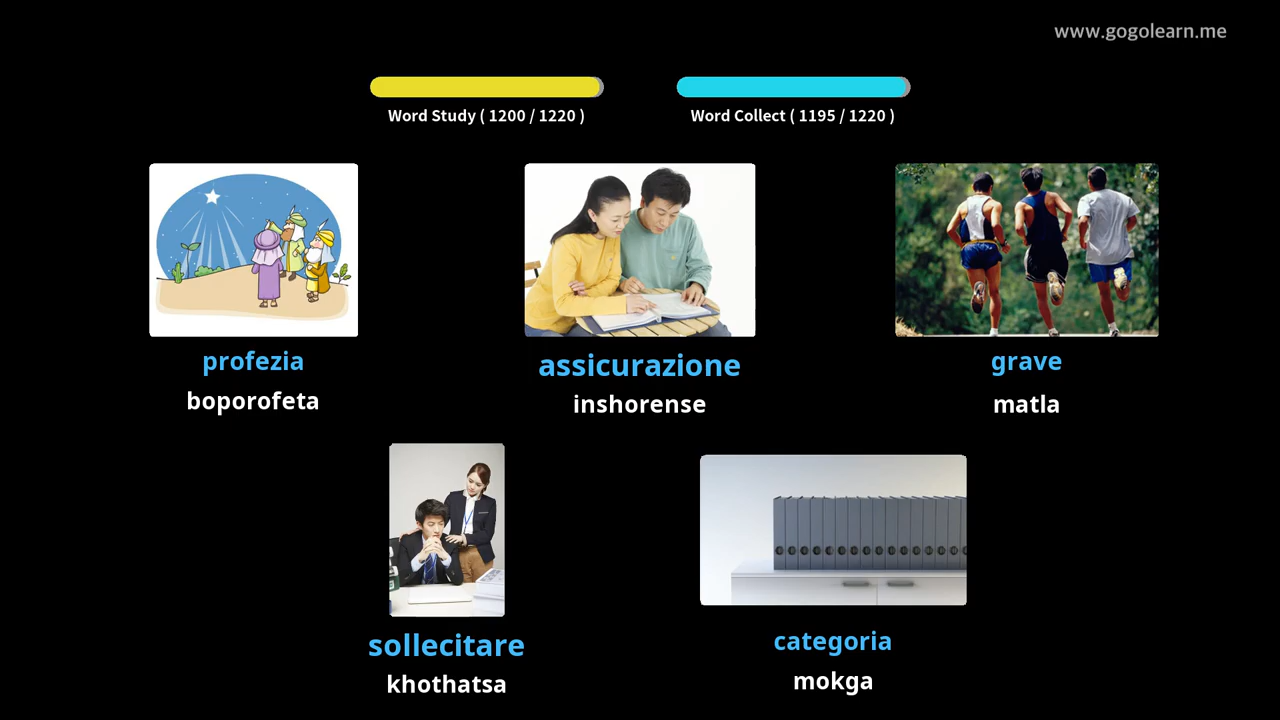 www.gogolearn.me
Word Study ( 1200 / 1220 )
Word Collect ( 1195 / 1220 )
profezia
boporofeta
assicurazione
inshorense
grave
matla
sollecitare
khothatsa
categoria
mokga